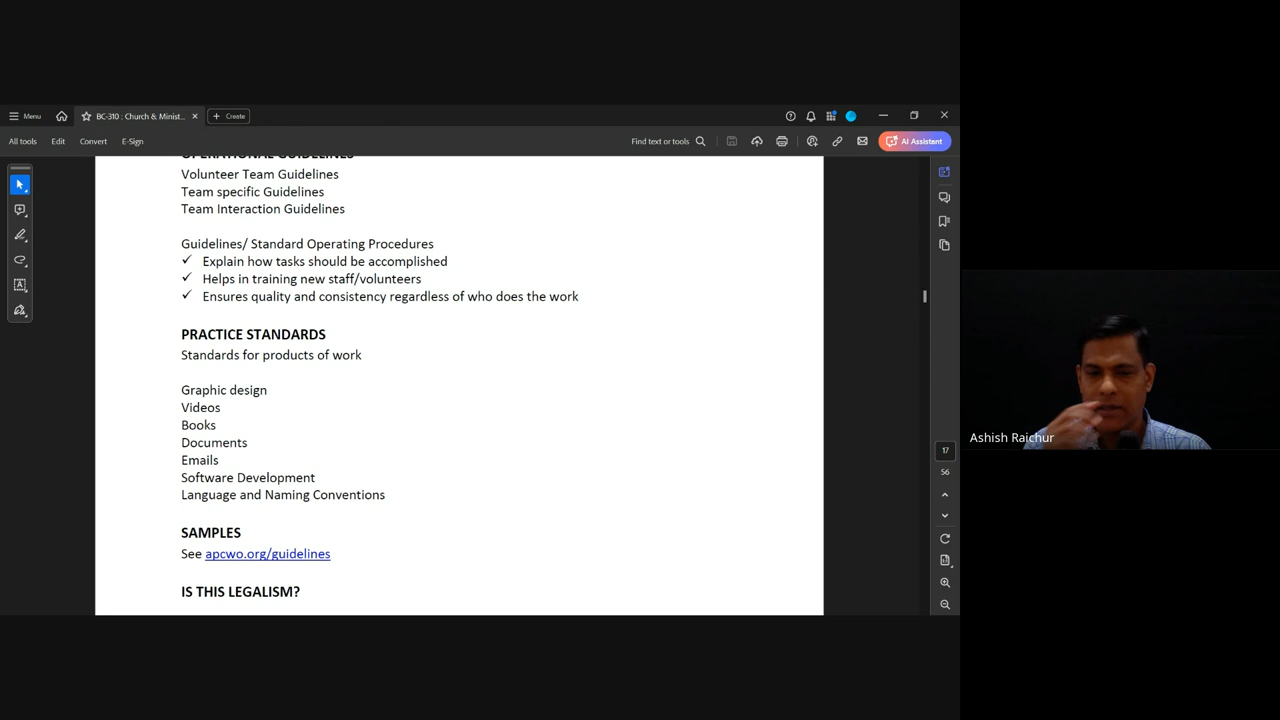 Menu
BC-310 : Church & Minist...
Create
All tools
Edit
Convert
E-Sign
Find text or tools
AI Assistant
OPERATIONAL GUIDELINES
Volunteer Team Guidelines
Team specific Guidelines
Team Interaction Guidelines
Guidelines/ Standard Operating Procedures
✓ Explain how tasks should be accomplished
✓ Helps in training new staff/volunteers
✓ Ensures quality and consistency regardless of who does the work
PRACTICE STANDARDS
Standards for products of work
Graphic design
Videos
Books
Documents
Emails
Software Development
Language and Naming Conventions
SAMPLES
See apcwo.org/guidelines
IS THIS LEGALISM?
17
56
Ashish Raichur